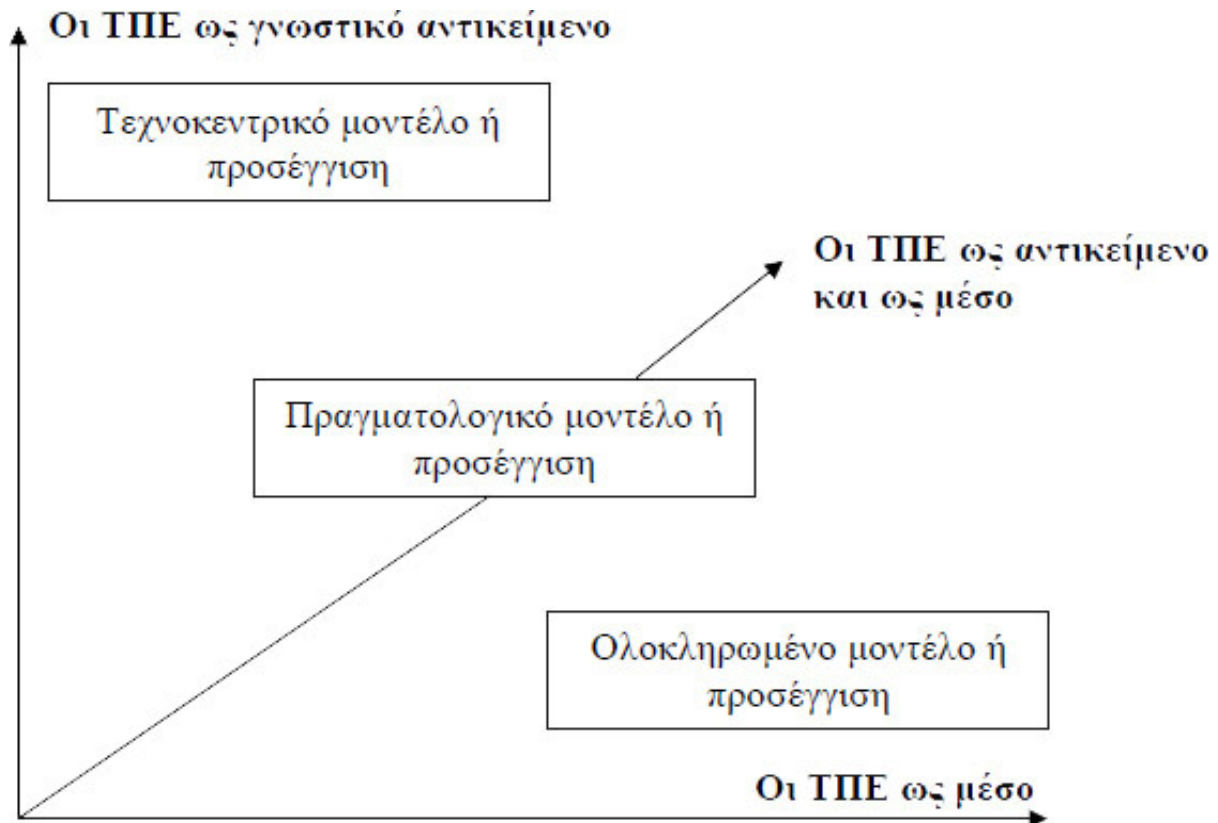 Οι ΤΠΕ ως γνωστικό αντικείμενο
Τεχνοκεντρικό μοντέλο ή
προσέγγιση
Οι ΤΠΕ ως αντικείμενο
και ως μέσο
Πραγματολογικό μοντέλο ή
προσέγγιση
Ολοκληρωμένο μοντέλο ή
προσέγγιση
Οι ΤΠΕ ως μέσο